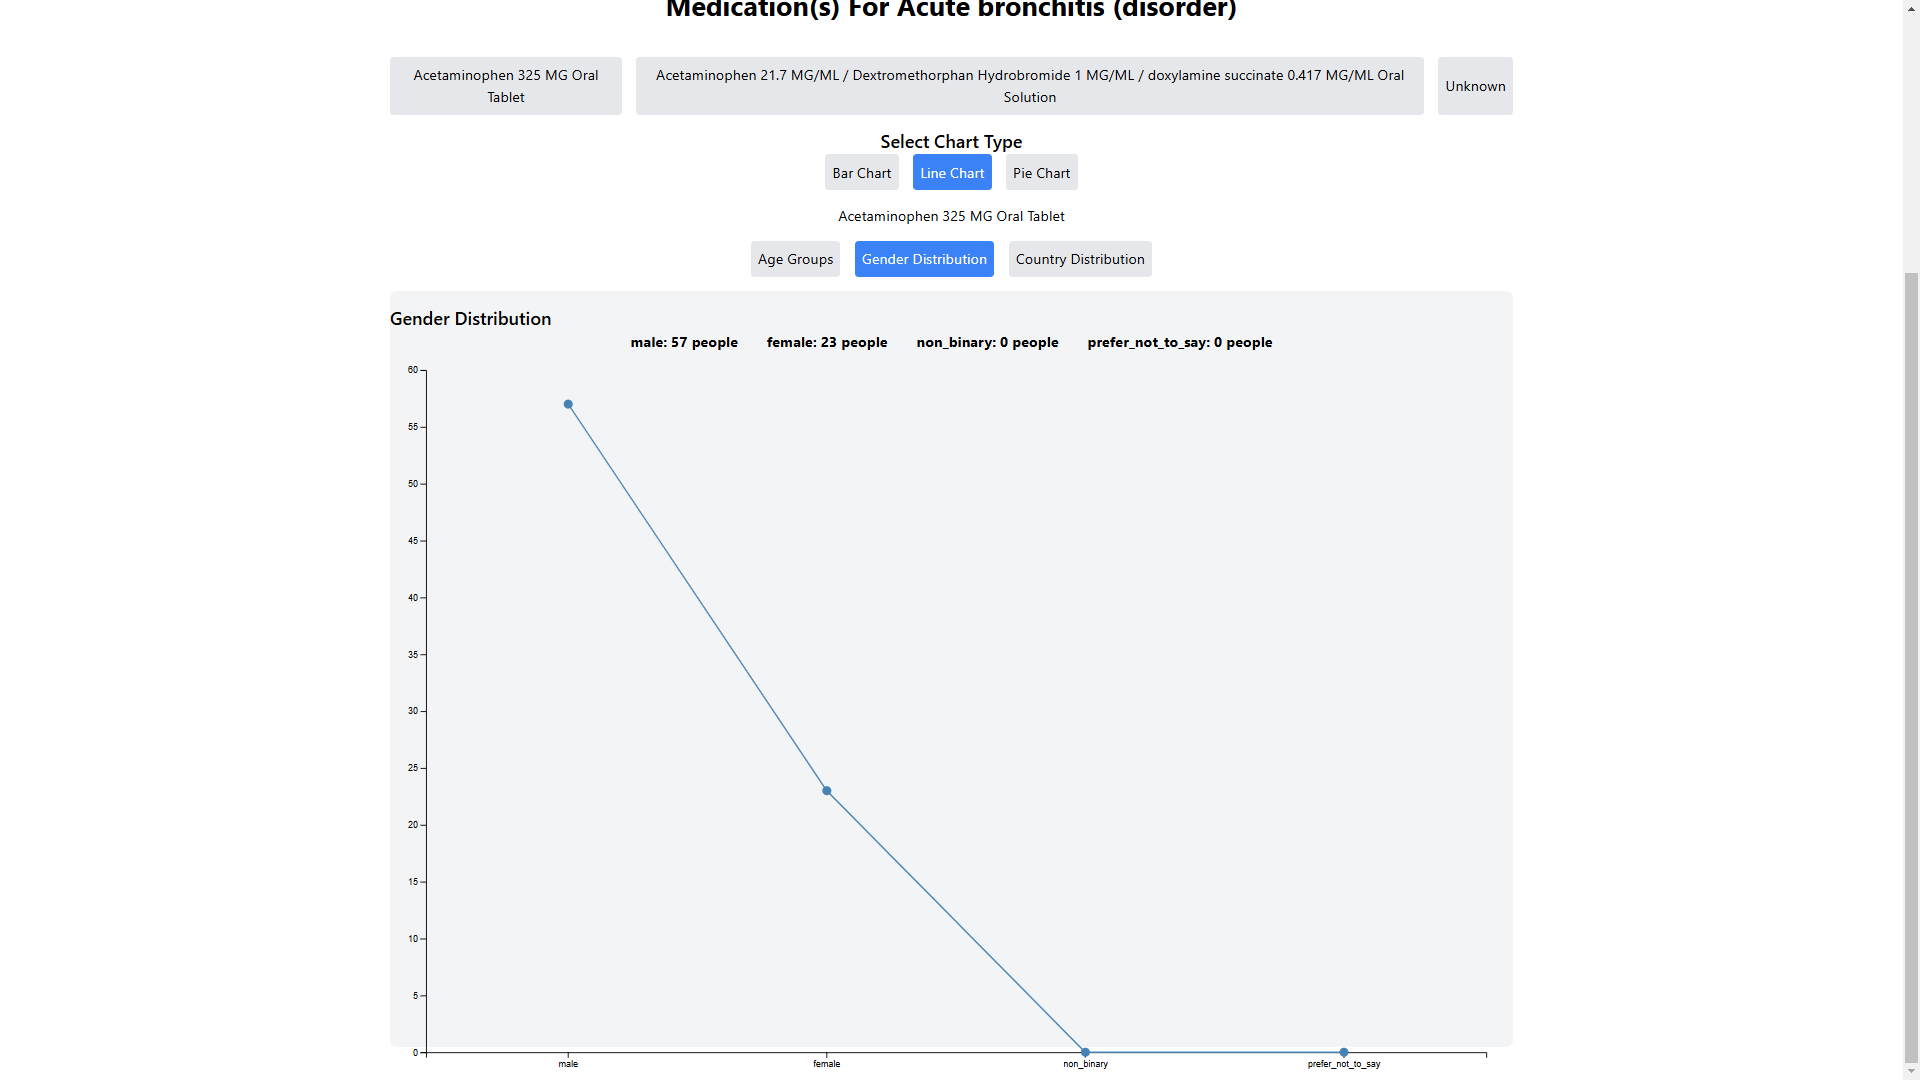 Medication(s) For Acute bronchitis (disorder)
Acetaminophen 325 MG Oral
Tablet
Acetaminophen 21.7 MG/ML / Dextromethorphan Hydrobromide 1 MG/ML / doxylamine succinate 0.417 MG/ML Oral
Solution
Unknown
Select Chart Type
Bar Chart
Line Chart
Pie Chart
Acetaminophen 325 MG Oral Tablet
Age Groups
Gender Distribution
Country Distribution
Gender Distribution
male: 57 people
female: 23 people
non_binary: 0 people
prefer_not_to_say: 0 people
60
55
50
45
40
35
30
25
20
15
10
5
0
male
female
non_binary
prefer_not_to_say